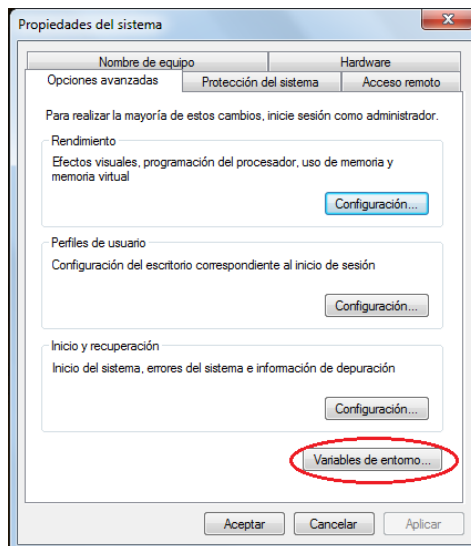 Propiedades del sistema
Nombre de equipo
Hardware
Opciones avanzadas
Protección del sistema
Acceso remoto
Para realizar la mayoría de estos cambios, inicie sesión como administrador.
Rendimiento
Efectos visuales, programación del procesador, uso de memoria y
memoria virtual
Configuración...
Perfiles de usuario
Configuración del escritorio correspondiente al inicio de sesión
Configuración...
Inicio y recuperación
Inicio del sistema, errores del sistema e información de depuración
Configuración...
Variables de entorno...
Aceptar
Cancelar
Aplicar